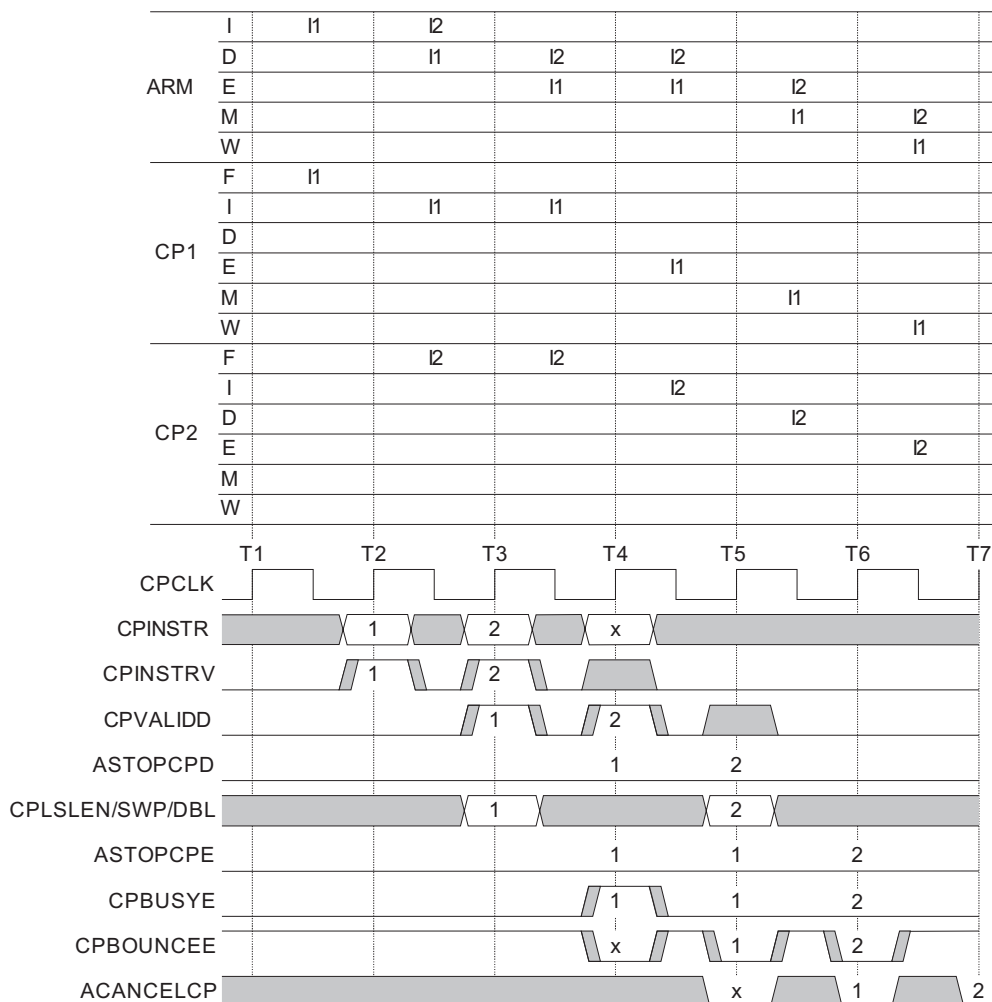 I I1 I2
D I1 I2 I2
ARM E I1 I1 I2
M I1 I2
W I1
F I1
I I1 I1
D
CP1
E I1
M I1
W I1
F I2 I2
I I2
D I2
CP2
E I2
M
W
T1 T2 T3 T4 T5 T6 T7
CPCLK
CPINSTR 1 2 x
CPINSTRV 1 2
CPVALIDD 1 2
ASTOPCPD 1 2
CPLSLEN/SWP/DBL 1 2
ASTOPCPE 1 1 2
CPBUSYE 1 1 2
CPBOUNCEE x 1 2
ACANCELCP x 1 2